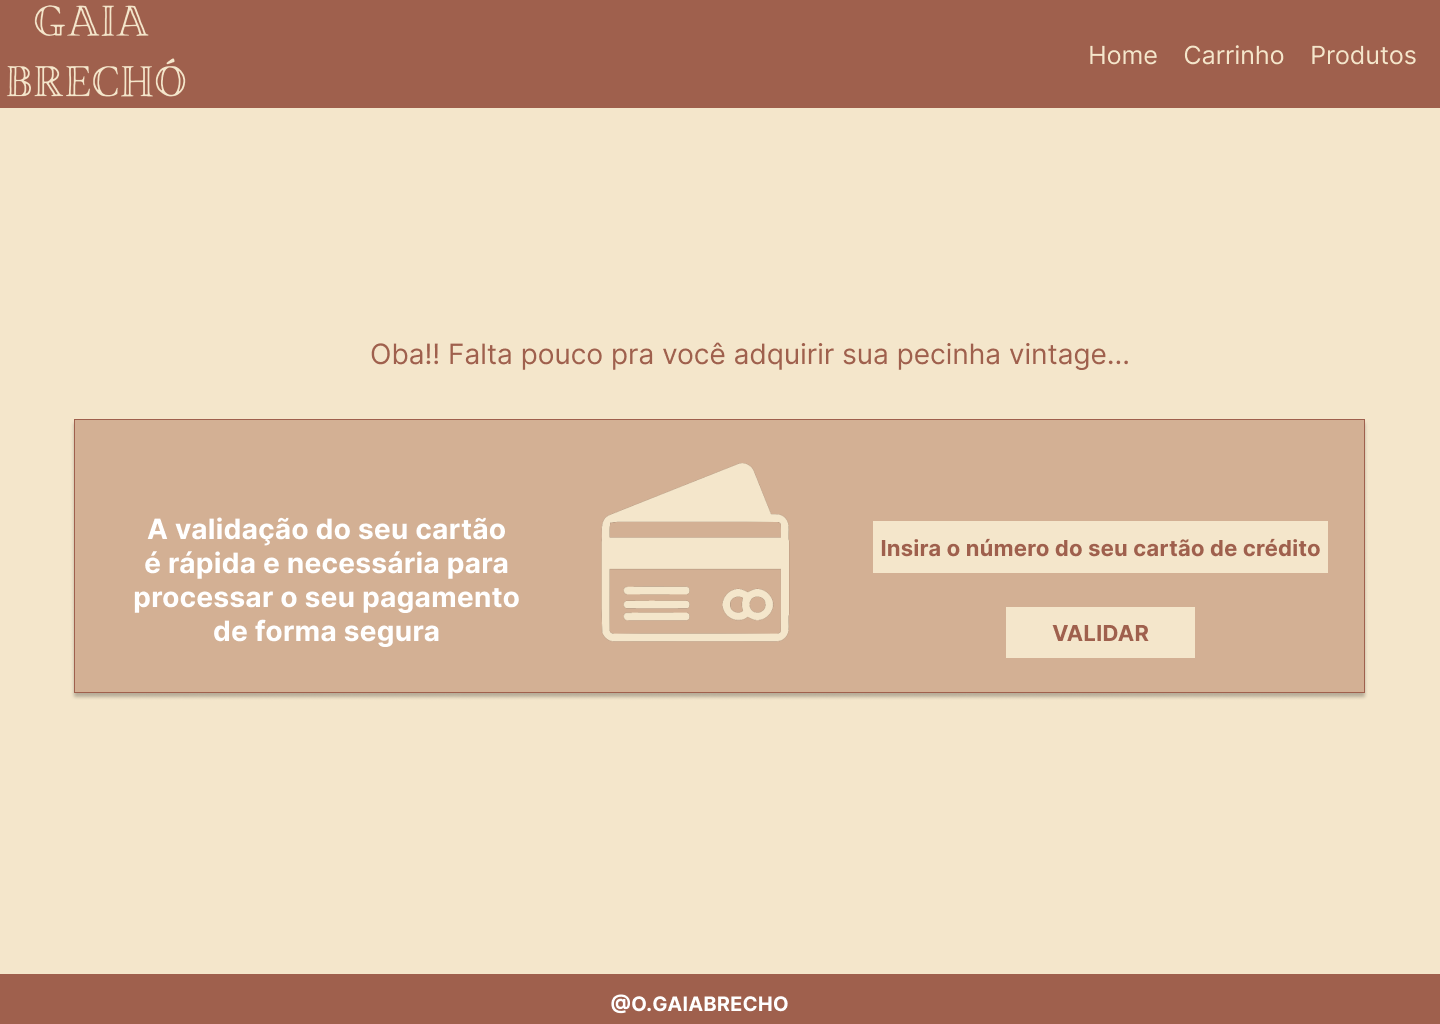 GAIA
BRECHÓ
Home Carrinho Produtos
Oba!! Falta pouco pra você adquirir sua pecinha vintage...
A validação do seu cartão
é rápida e necessária para
processar o seu pagamento
de forma segura
Insira o número do seu cartão de crédito
VALIDAR
@O.GAIABRECHO